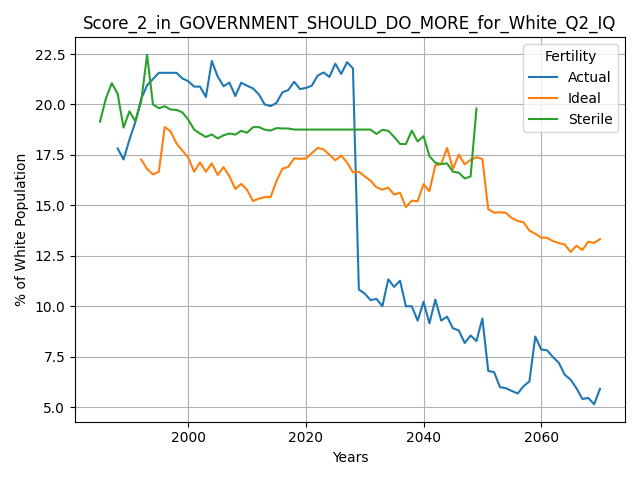 Score_2_in_GOVERNMENT_SHOULD_DO_MORE_for_White_Q2_IQ
Fertility
Actual
Ideal
Sterile
% of White Population
22.5
20.0
17.5
15.0
12.5
10.0
7.5
5.0
2000
2020
2040
2060
Years